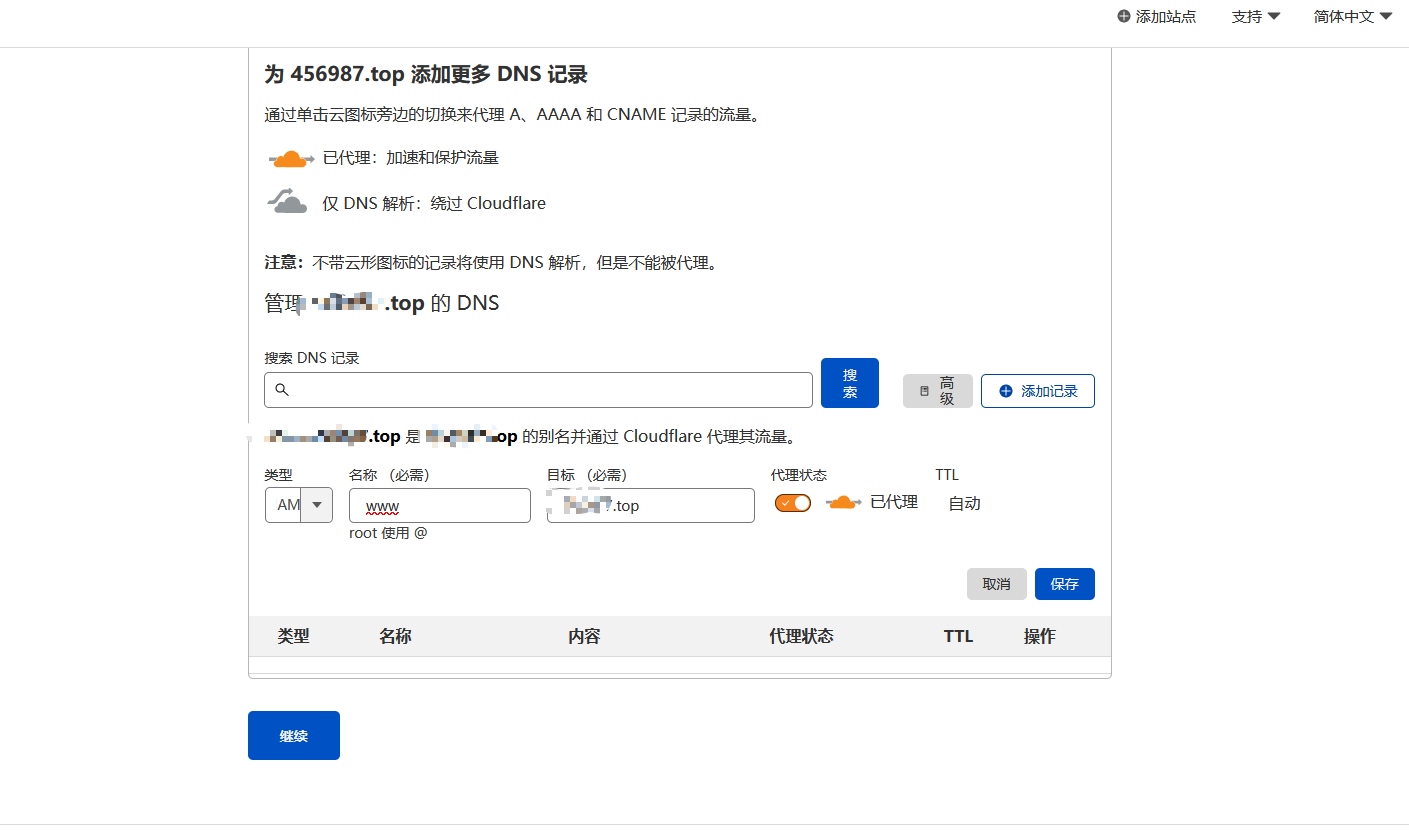 添加站点 支持 简体中文
为 456987.top 添加更多 DNS 记录
通过单击云图标旁边的切换来代理 A、AAAA 和 CNAME 记录的流量。
已代理：加速和保护流量
仅 DNS 解析：绕过 Cloudflare
注意：不带云形图标的记录将使用 DNS 解析，但是不能被代理。
管理 .top 的 DNS
搜索 DNS 记录
搜索
高级
添加记录
.top 是 op 的别名并通过 Cloudflare 代理其流量。
类型 名称 （必需） 目标 （必需） 代理状态 TTL
AM www .top 已代理 自动
root 使用 @
取消 保存
类型 名称 内容 代理状态 TTL 操作
继续